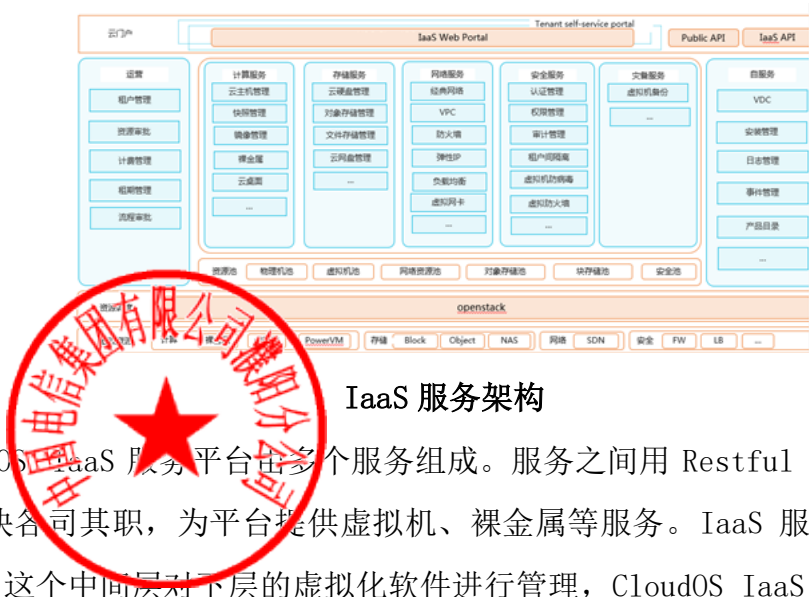 云门户
Tenant self-service portal
IaaS Web Portal
Public API
IaaS API
运营
租户管理
资源审批
计费管理
租期管理
流程审批
计算服务
云主机管理
快照管理
镜像管理
裸金属
云桌面
...
存储服务
云硬盘管理
对象存储管理
文件存储管理
云网盘管理
...
网络服务
经典网络
VPC
防火墙
弹性IP
负载均衡
虚拟网卡
...
安全服务
认证管理
权限管理
审计管理
租户间隔离
虚拟机防病毒
虚拟防火墙
...
灾备服务
虚拟机备份
...
自服务
VDC
安装管理
日志管理
事件管理
产品目录
...
资源池 物理机池 虚拟机池 网络资源池 对象存储池 块存储池 安全池
openstack
计算 PowerVM 存储 Block Object NAS 网络 SDN 安全 FW LB ...
IaaS 服务架构
OS IaaS 服务平台由多个服务组成。服务之间用 Restful
块各司其职，为平台提供虚拟机、裸金属等服务。IaaS 服
这个中间层对下层的虚拟化软件进行管理，CloudOS IaaS
中国电信集团有限公司濮阳分公司